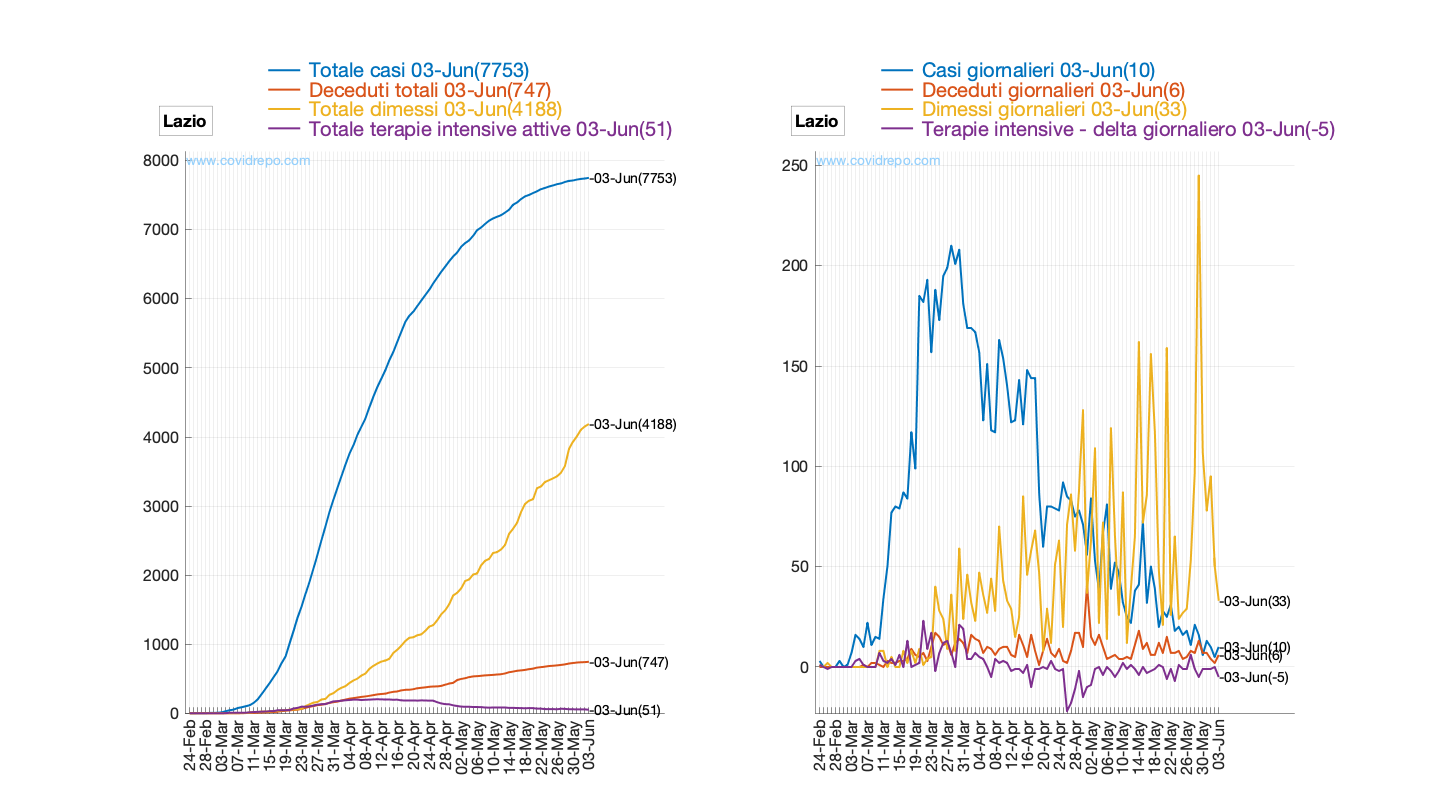 Totale casi 03-Jun(7753)
Deceduti totali 03-Jun(747)
Totale dimessi 03-Jun(4188)
Totale terapie intensive attive 03-Jun(51)
Lazio
www.covidrepo.com
8000
7000
6000
5000
4000
3000
2000
1000
0
-03-Jun(7753)
-03-Jun(4188)
-03-Jun(747)
-03-Jun(51)
24-Feb
28-Feb
03-Mar
07-Mar
11-Mar
15-Mar
19-Mar
23-Mar
27-Mar
31-Mar
04-Apr
08-Apr
12-Apr
16-Apr
20-Apr
24-Apr
28-Apr
02-May
06-May
10-May
14-May
18-May
22-May
26-May
30-May
03-Jun
Casi giornalieri 03-Jun(10)
Deceduti giornalieri 03-Jun(6)
Dimessi giornalieri 03-Jun(33)
Terapie intensive - delta giornaliero 03-Jun(-5)
Lazio
www.covidrepo.com
250
200
150
100
50
0
-03-Jun(33)
-03-Jun(10)
-03-Jun(6)
-03-Jun(-5)
24-Feb
28-Feb
03-Mar
07-Mar
11-Mar
15-Mar
19-Mar
23-Mar
27-Mar
31-Mar
04-Apr
08-Apr
12-Apr
16-Apr
20-Apr
24-Apr
28-Apr
02-May
06-May
10-May
14-May
18-May
22-May
26-May
30-May
03-Jun